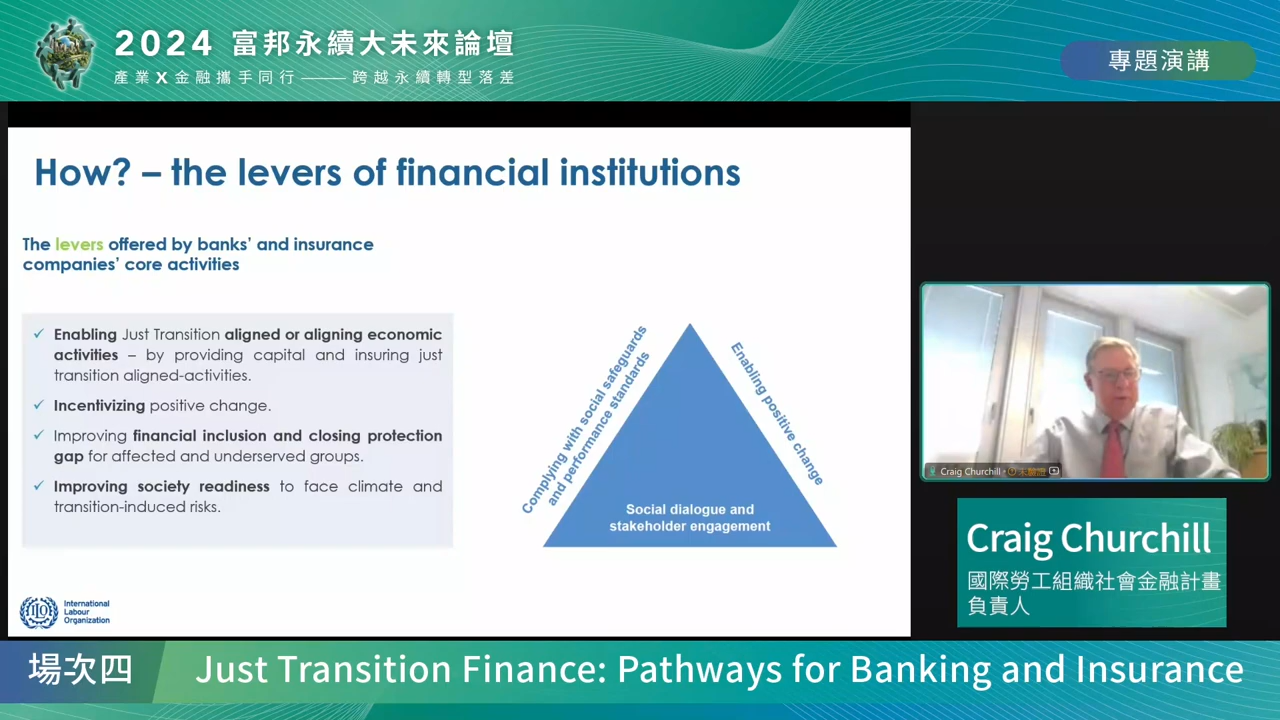 2024 富邦永續大未來論壇
產業 X 金融攜手同行 —— 跨越永續轉型落差
專題演講
How? – the levers of financial institutions
The levers offered by banks’ and insurance
companies’ core activities
✓ Enabling Just Transition aligned or aligning economic
activities – by providing capital and insuring just
transition aligned-activities.
✓ Incentivizing positive change.
✓ Improving financial inclusion and closing protection
gap for affected and underserved groups.
✓ Improving society readiness to face climate and
transition-induced risks.
Complying with social safeguards
and performance standards
Enabling positive change
Social dialogue and
stakeholder engagement
International
Labour
Organization
Craig Churchill
Craig Churchill
國際勞工組織社會金融計畫
負責人
場次四
Just Transition Finance: Pathways for Banking and Insurance